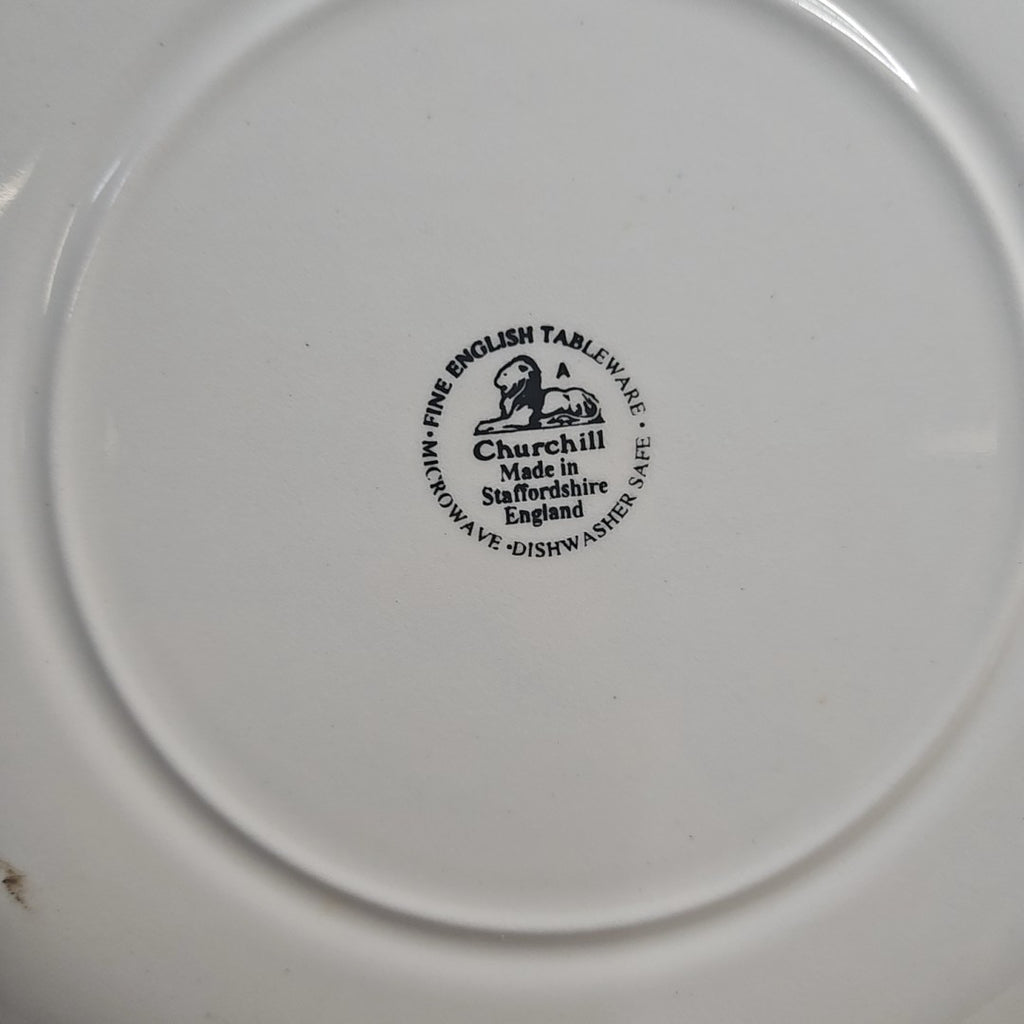 • FINE ENGLISH TABLEWARE •
A
Churchill
Made in
Staffordshire
England
MICROWAVE • DISHWASHER SAFE